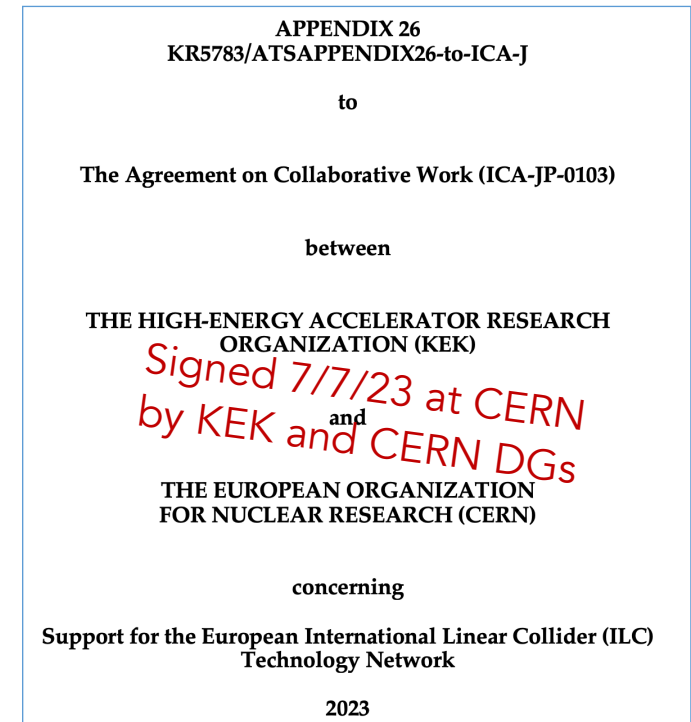 APPENDIX 26
KR5783/ATSAPPENDIX26-to-ICA-J
to
The Agreement on Collaborative Work (ICA-JP-0103)
between
THE HIGH-ENERGY ACCELERATOR RESEARCH
ORGANIZATION (KEK)
Signed 7/7/23 at CERN
by KEK and CERN DGs
and
THE EUROPEAN ORGANIZATION
FOR NUCLEAR RESEARCH (CERN)
concerning
Support for the European International Linear Collider (ILC)
Technology Network
2023